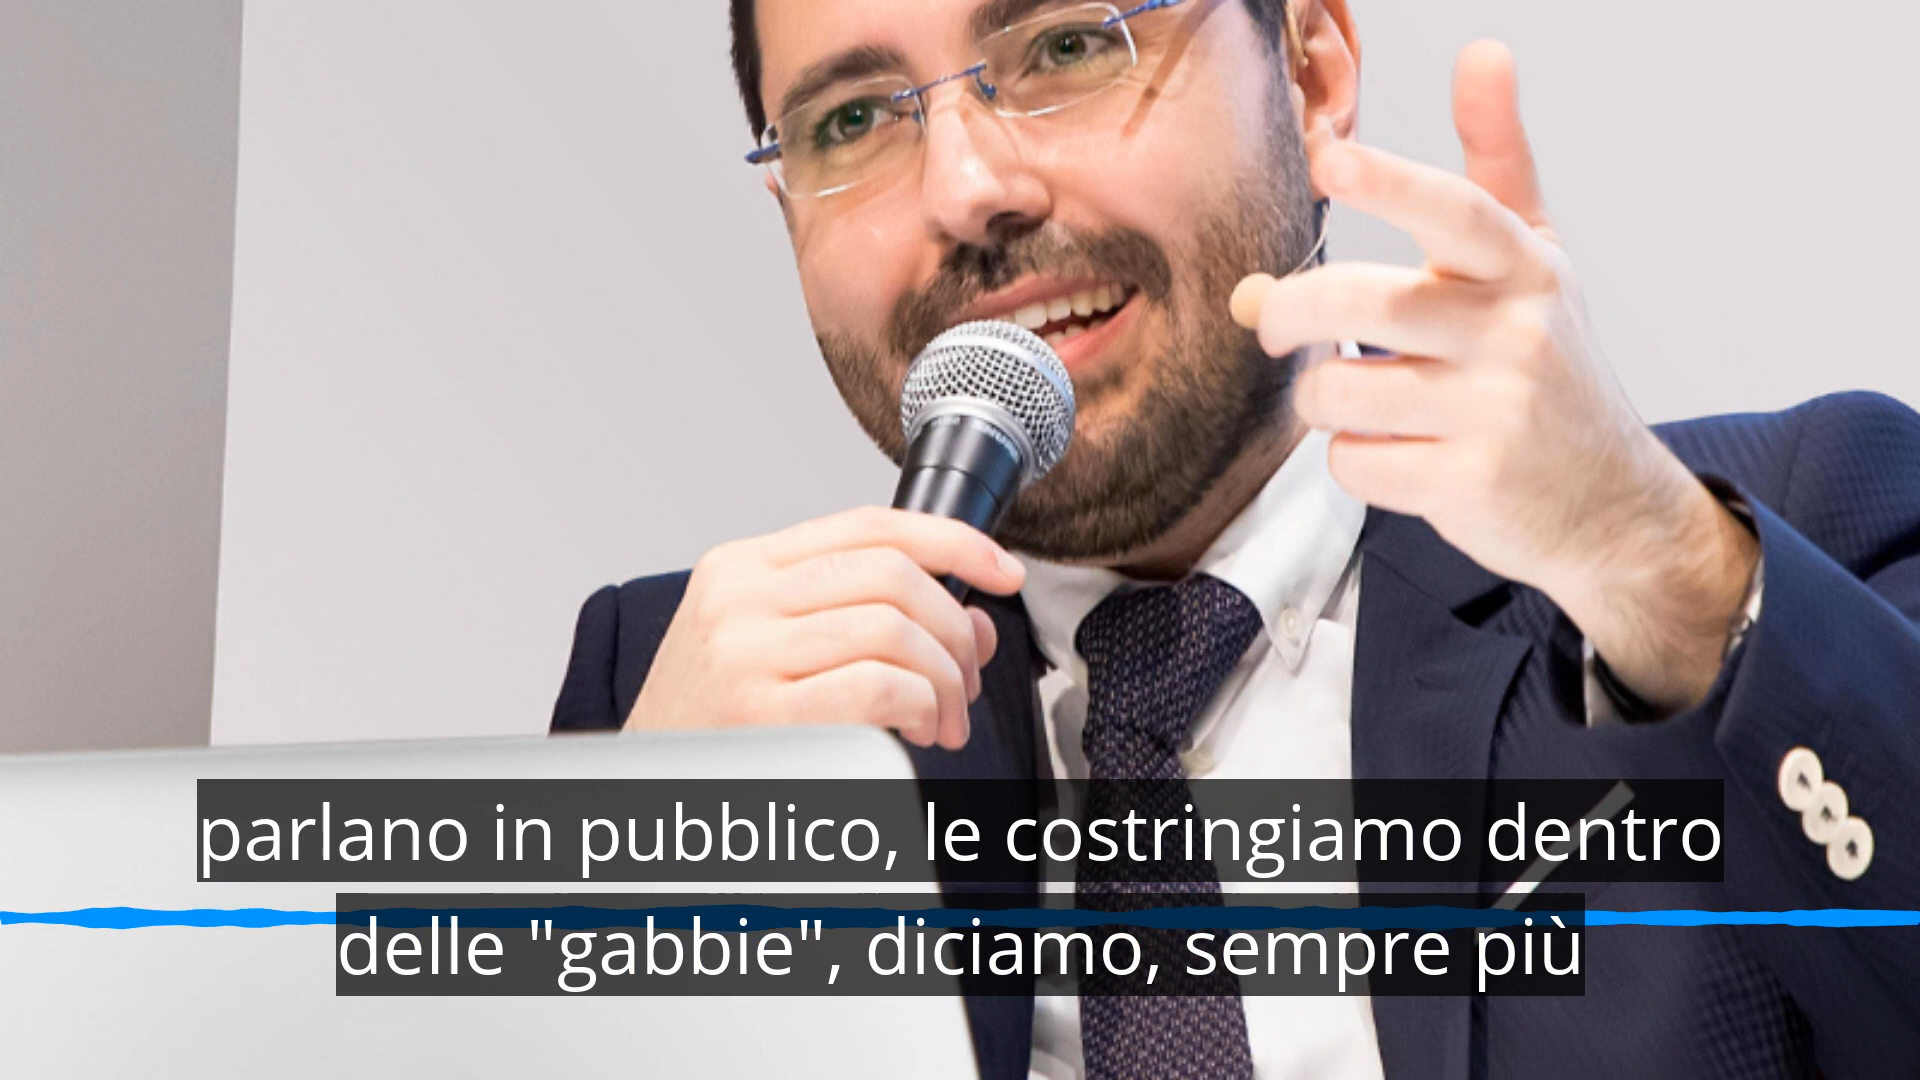 parlano in pubblico, le costringiamo dentro
delle "gabbie", diciamo, sempre più